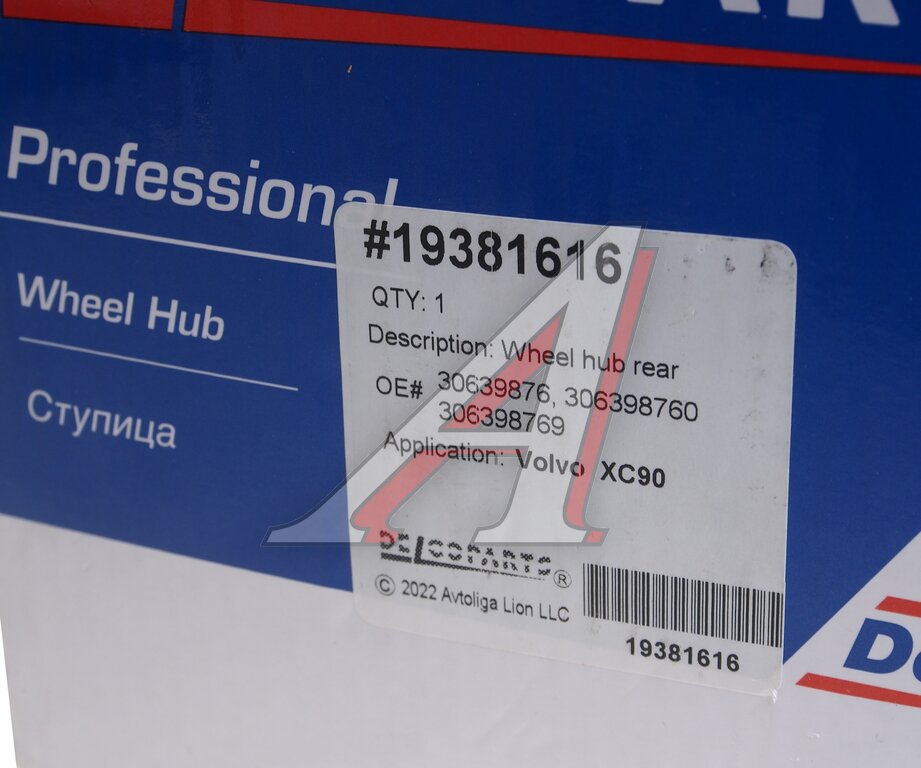 Professional
Wheel Hub
Ступица
#19381616
QTY: 1
Description: Wheel hub rear
OE# 30639876, 306398760
306398769
Application: Volvo XC90
DELCOPARTS ®
© 2022 Avtoliga Lion LLC
19381616